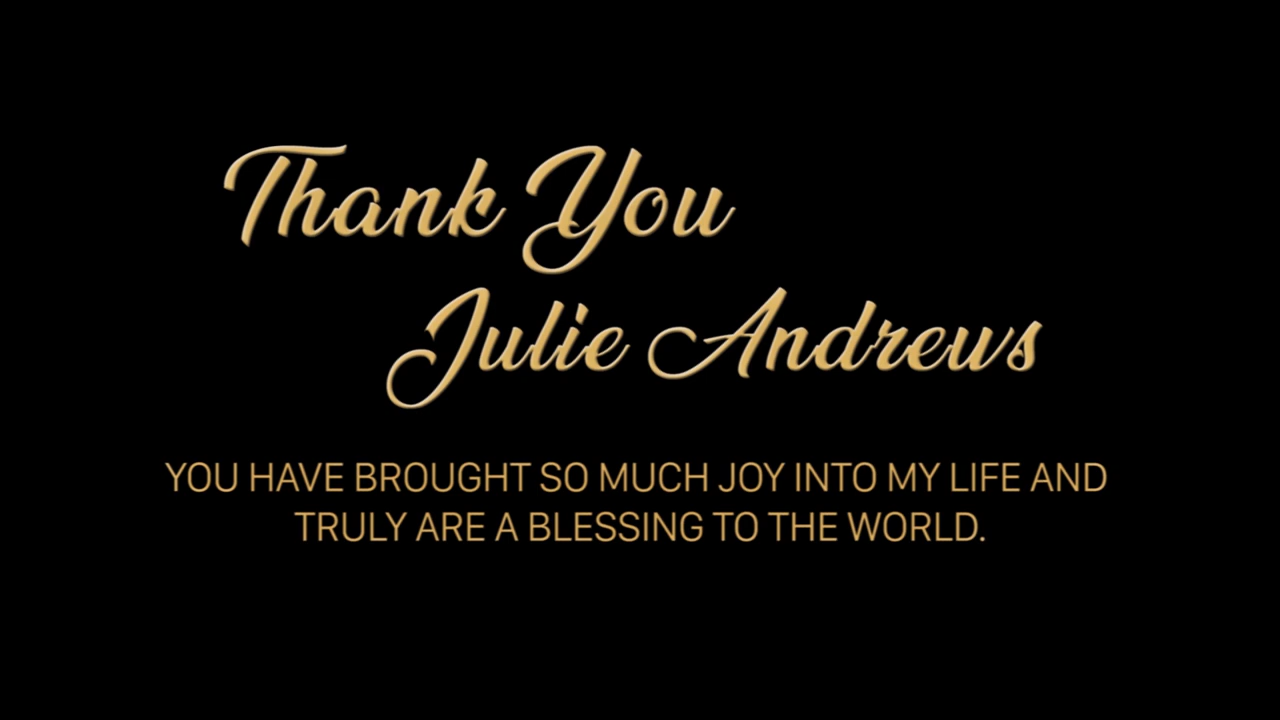 Thank You
Julie Andrews
YOU HAVE BROUGHT SO MUCH JOY INTO MY LIFE AND
TRULY ARE A BLESSING TO THE WORLD.